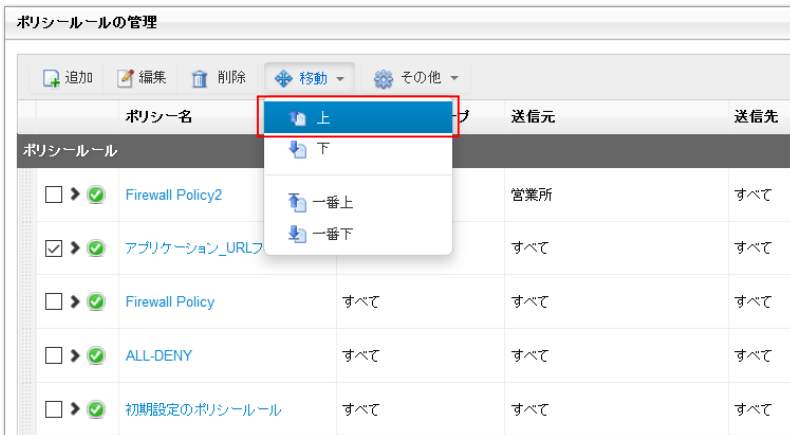 ポリシールールの管理
追加 編集 削除 移動 その他
ポリシー名 プ 送信元 送信先
上
ポリシールール
下
Firewall Policy2 営業所 すべて
一番上
一番下
アプリケーション_URLフ すべて すべて
Firewall Policy すべて すべて すべて
ALL-DENY すべて すべて すべて
初期設定のポリシールール すべて すべて すべて